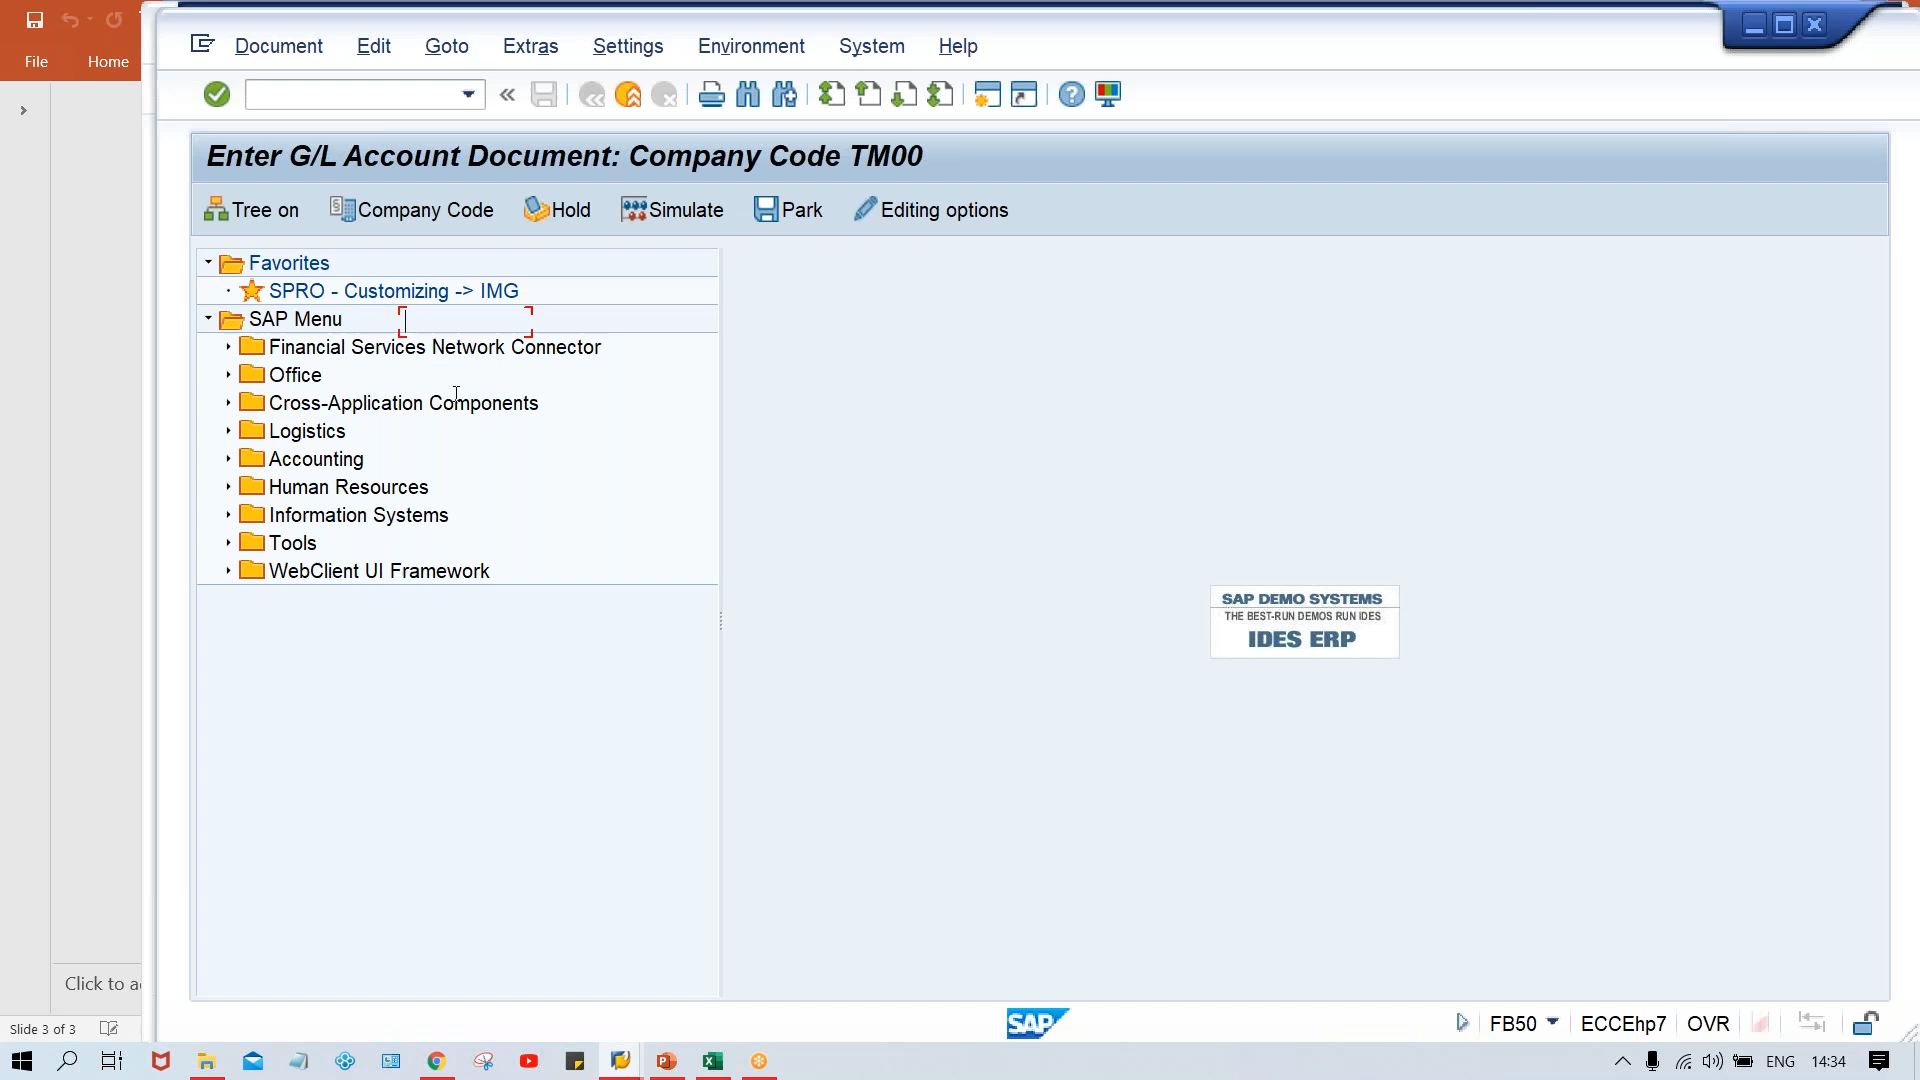 File
Home
Document Edit Goto Extras Settings Environment System Help
Enter G/L Account Document: Company Code TM00
Tree on Company Code Hold Simulate Park Editing options
Favorites
SPRO - Customizing -> IMG
SAP Menu
Financial Services Network Connector
Office
Cross-Application Components
Logistics
Accounting
Human Resources
Information Systems
Tools
WebClient UI Framework
SAP DEMO SYSTEMS
THE BEST-RUN DEMOS RUN IDES
IDES ERP
Click to a
Slide 3 of 3
SAP
FB50 ECCEhp7 OVR
ENG 14:34